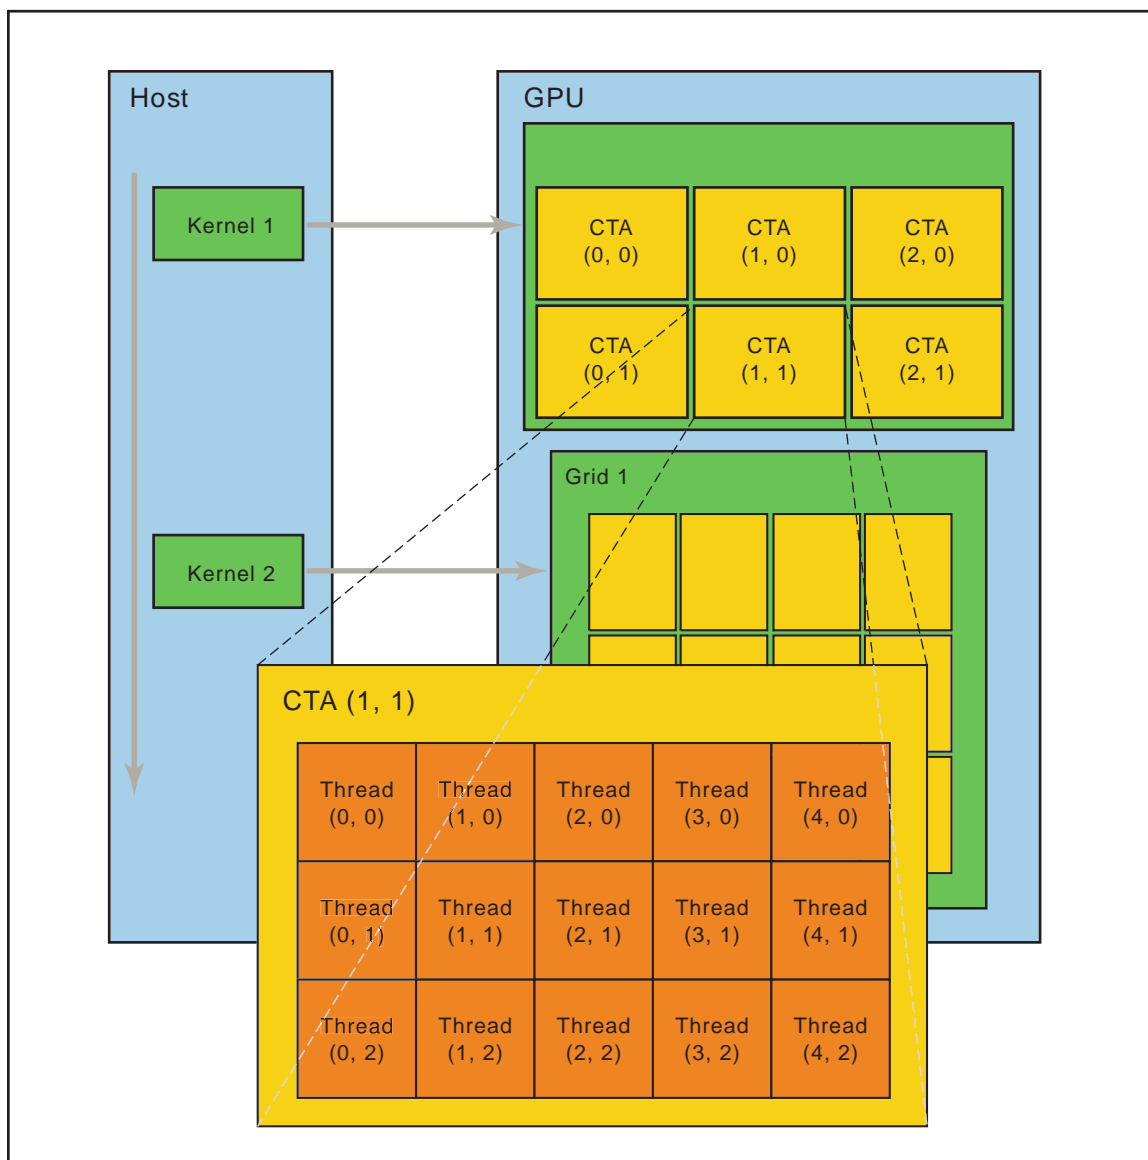 Host
GPU
Kernel 1
CTA
(0, 0)
CTA
(1, 0)
CTA
(2, 0)
CTA
(0, 1)
CTA
(1, 1)
CTA
(2, 1)
Grid 1
Kernel 2
CTA (1, 1)
Thread
(0, 0)
Thread
(1, 0)
Thread
(2, 0)
Thread
(3, 0)
Thread
(4, 0)
Thread
(0, 1)
Thread
(1, 1)
Thread
(2, 1)
Thread
(3, 1)
Thread
(4, 1)
Thread
(0, 2)
Thread
(1, 2)
Thread
(2, 2)
Thread
(3, 2)
Thread
(4, 2)